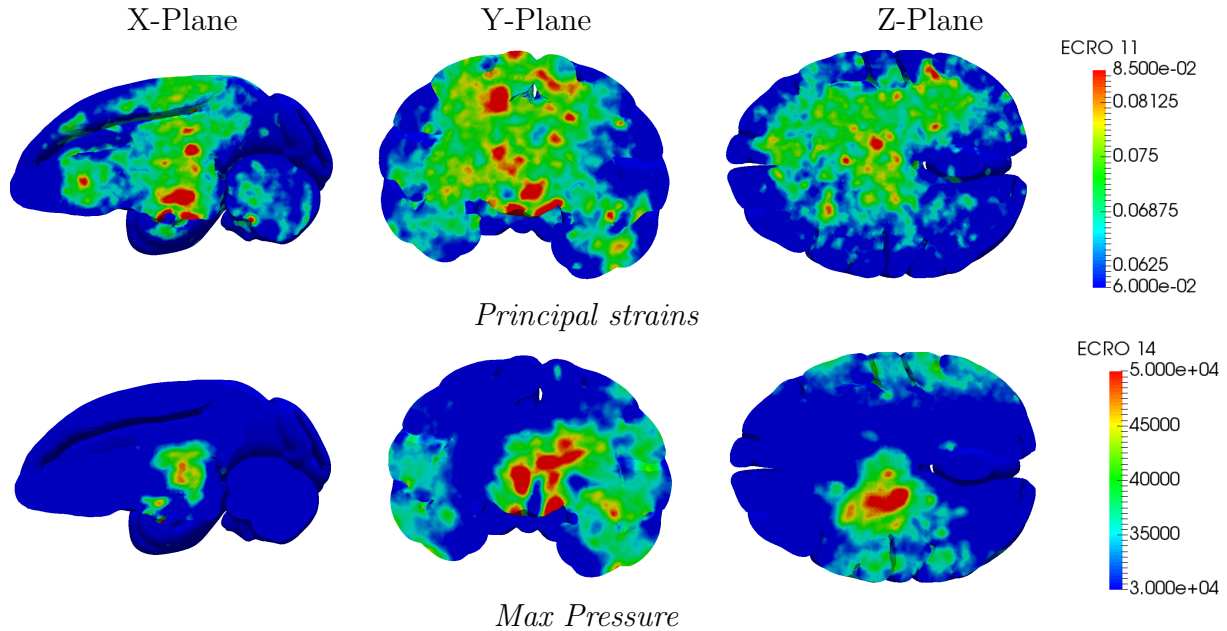 X-Plane Y-Plane Z-Plane
ECRO 11
8.500e-02
0.08125
0.075
0.06875
0.0625
6.000e-02
Principal strains
ECRO 14
5.000e+04
45000
40000
35000
3.000e+04
Max Pressure